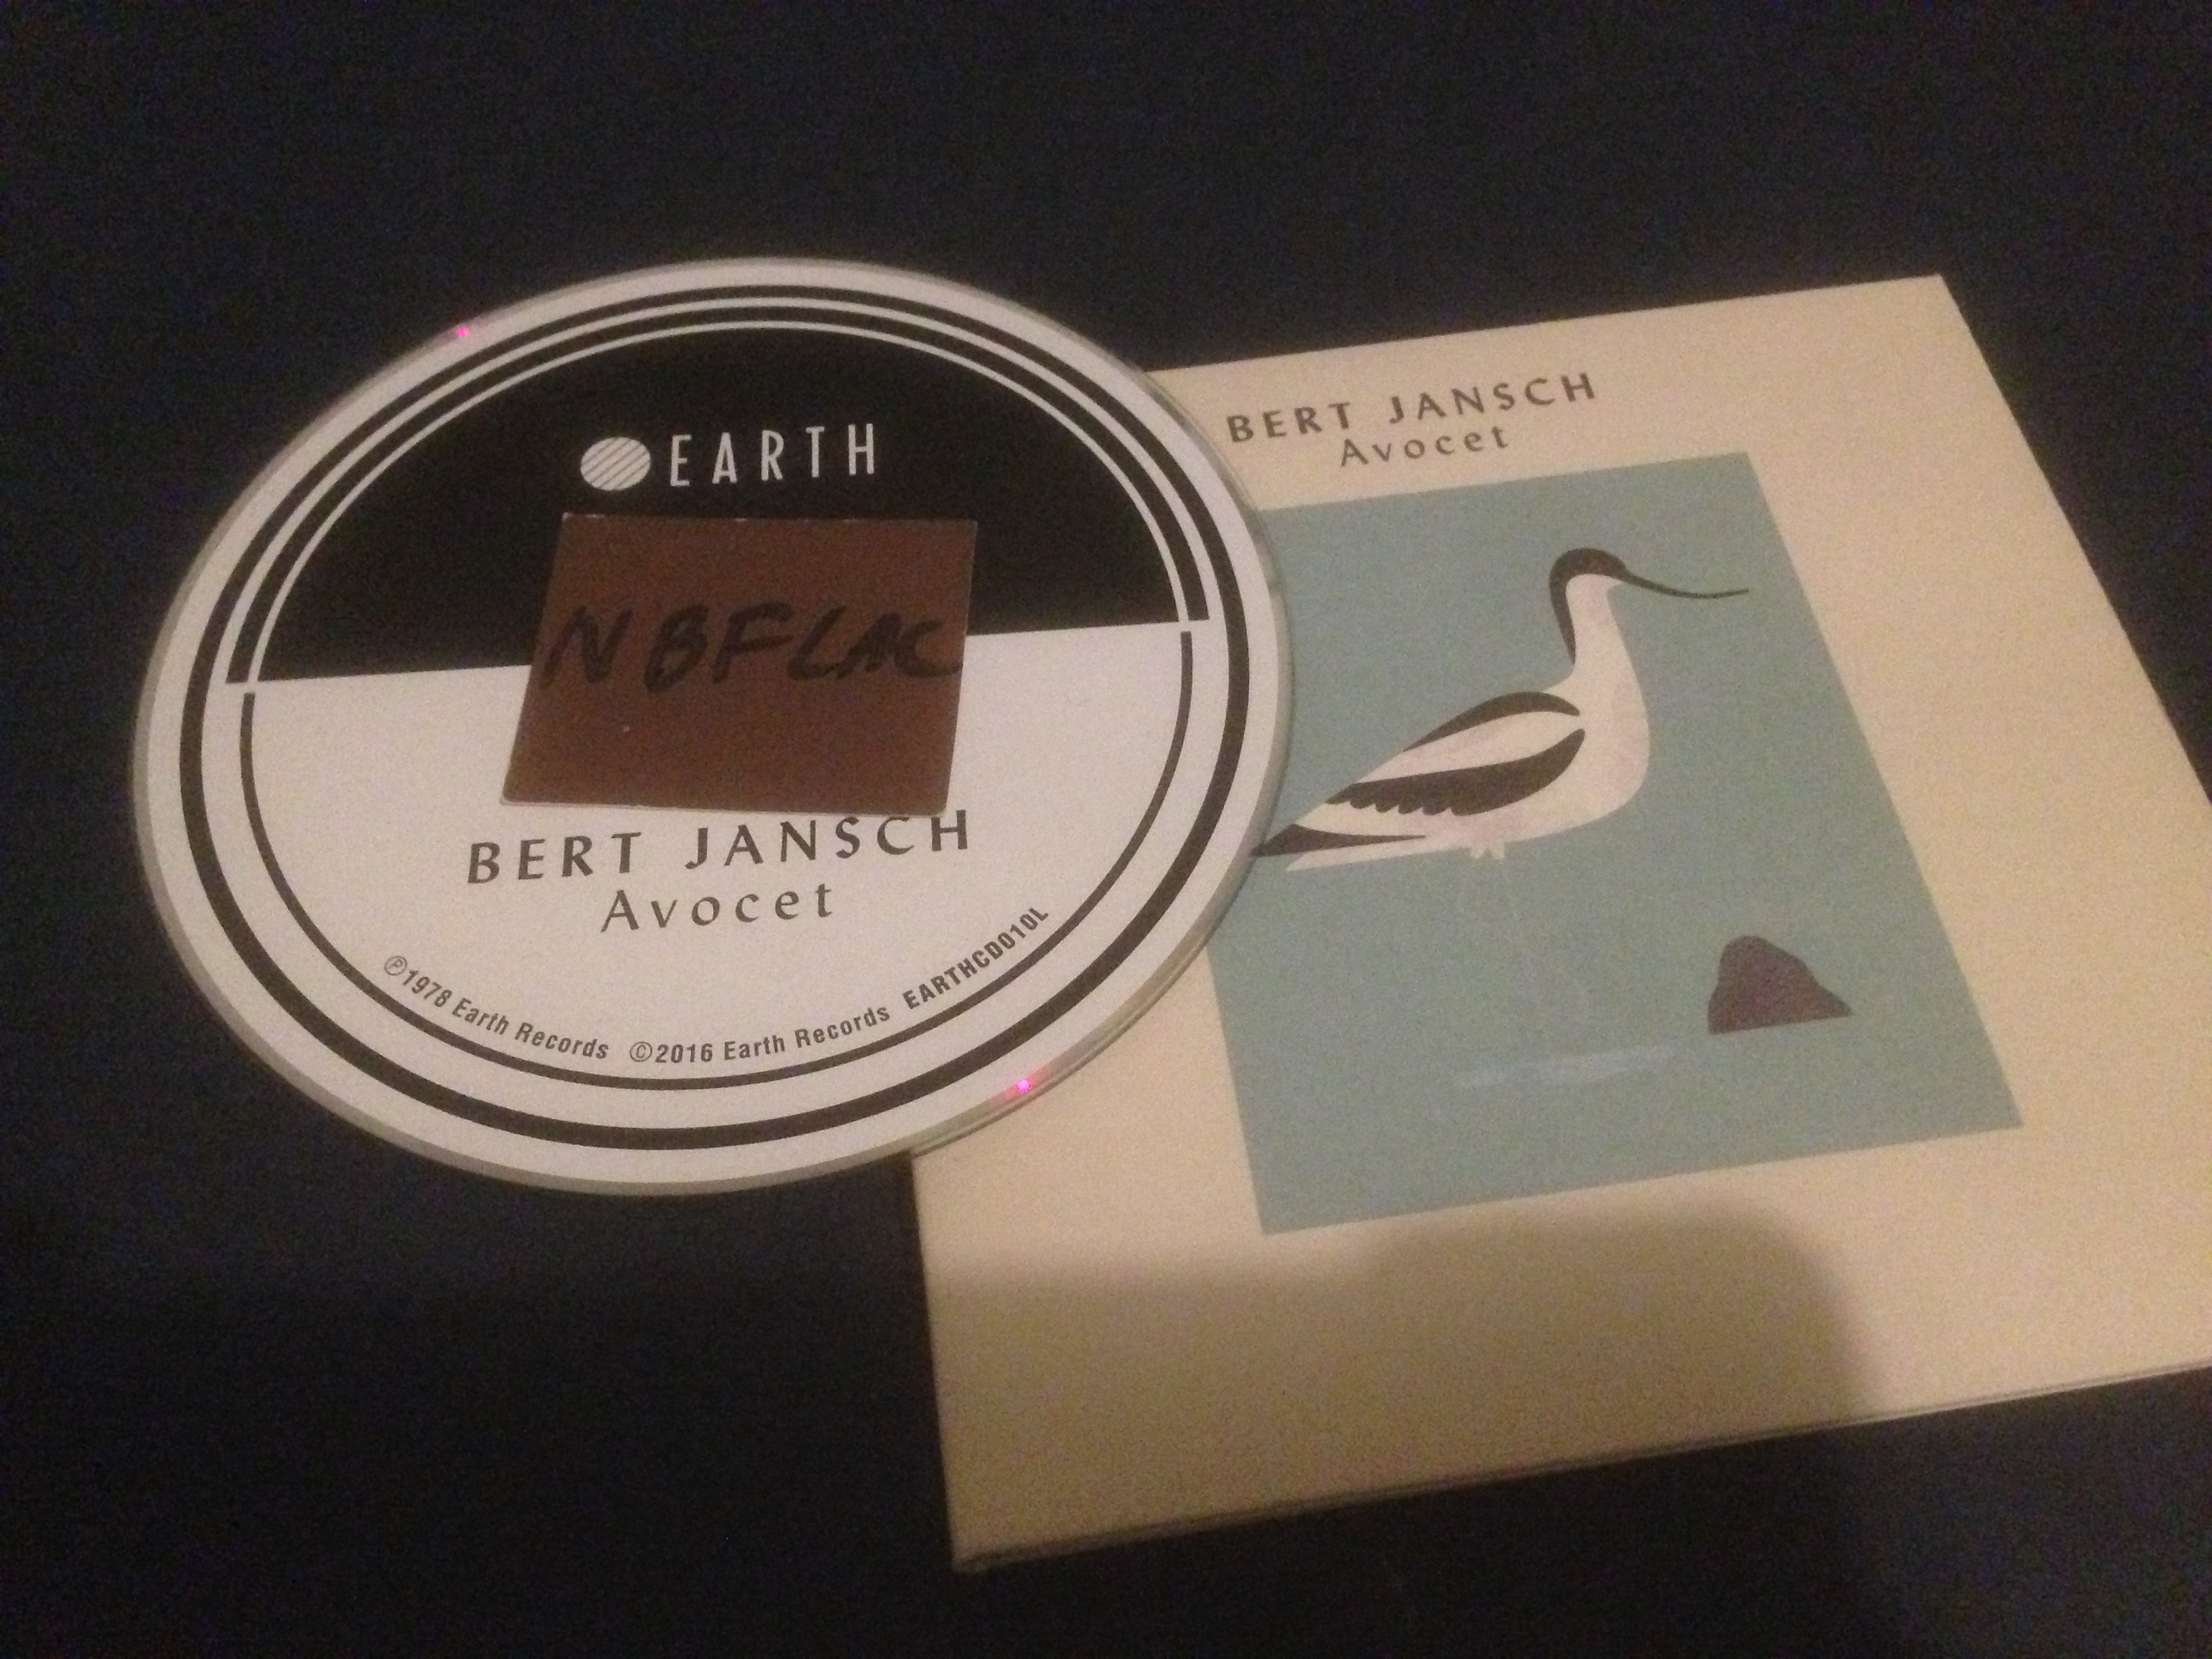 EARTH
NBFLAC
BERT JANSCH
Avocet
℗1978 Earth Records ©2016 Earth Records EARTHCD010L
BERT JANSCH
Avocet